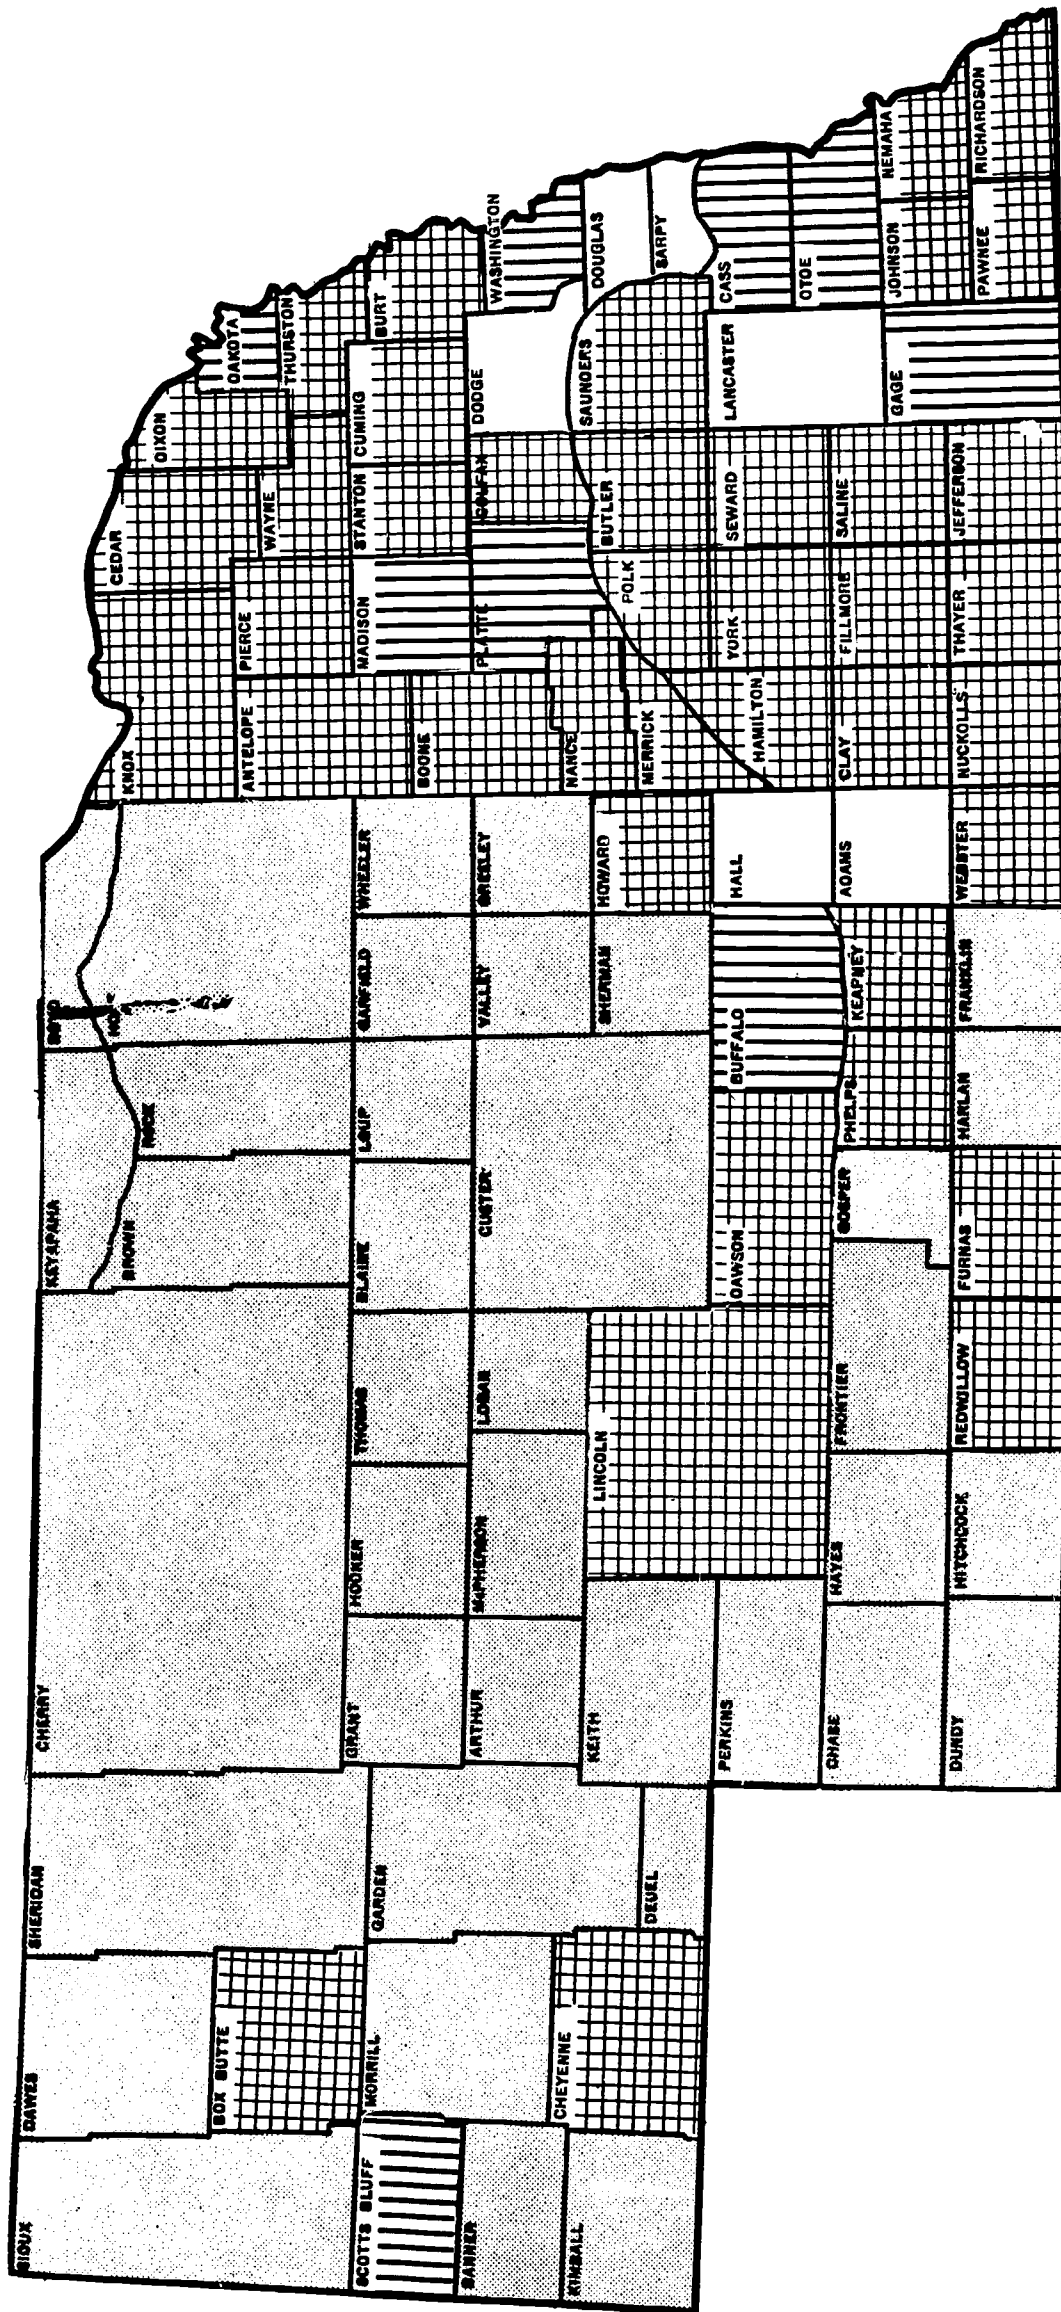 SIOUX
DAWES
SHERIDAN
CHERRY
KEYAPAHA
BOYD
BROWN
ROCK
KNOX
CEDAR
DIXON
DAKOTA
BOX BUTTE
ANTELOPE
PIERCE
WAYNE
THURSTON
SCOTTS BLUFF
MORRILL
GARDEN
GRANT
HOOKER
THOMAS
BLAINE
LOUP
GARFIELD
WHEELER
BOONE
MADISON
STANTON
CUMING
BURT
BANNER
ARTHUR
McPHERSON
LOGAN
CUSTER
VALLEY
GREELEY
NANCE
PLATTE
COLFAX
DODGE
WASHINGTON
KIMBALL
CHEYENNE
DEUEL
KEITH
LINCOLN
SHERMAN
HOWARD
MERRICK
POLK
BUTLER
SAUNDERS
DOUGLAS
SARPY
PERKINS
DAWSON
BUFFALO
HALL
HAMILTON
YORK
SEWARD
LANCASTER
CASS
OTOE
CHASE
HAYES
FRONTIER
GOSPER
PHELPS
KEARNEY
ADAMS
CLAY
FILLMORE
SALINE
GAGE
JOHNSON
NEMAHA
DUNDY
HITCHCOCK
REDWILLOW
FURNAS
HARLAN
FRANKLIN
WEBSTER
NUCKOLLS
THAYER
JEFFERSON
PAWNEE
RICHARDSON